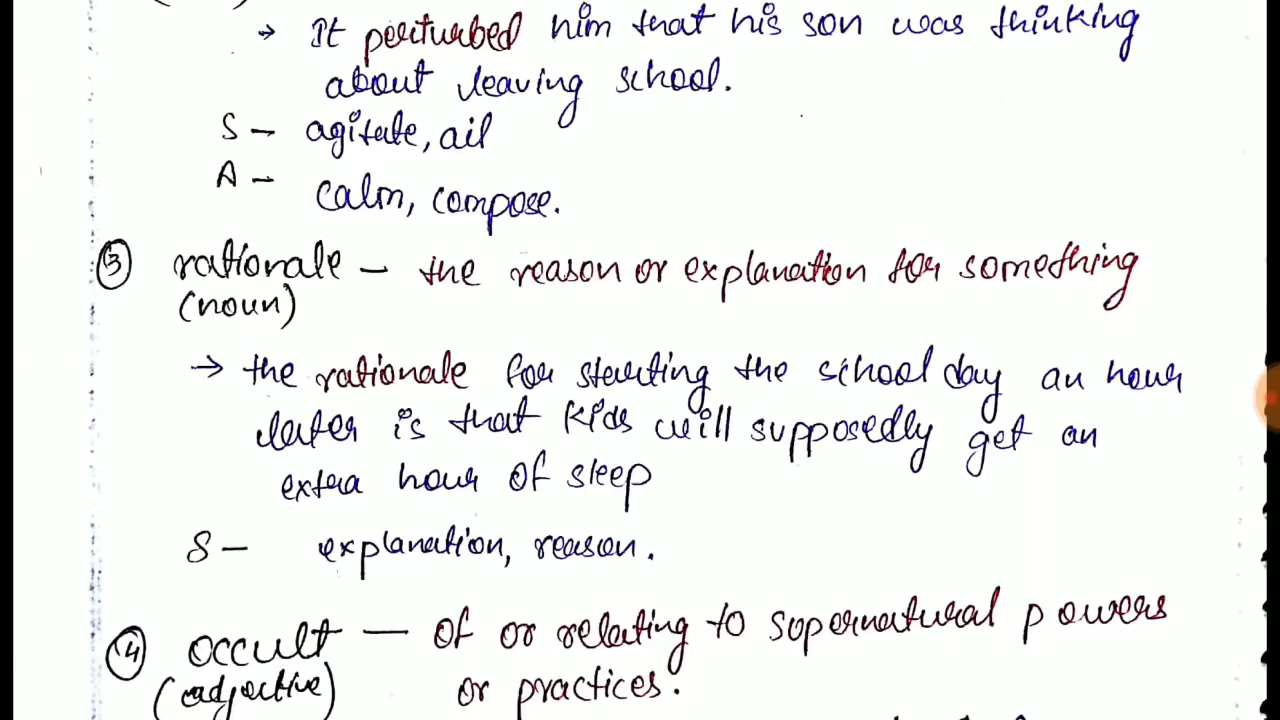 → It perturbed him that his son was thinking
about leaving school.
S - agitate, ail
A - calm, compose.
③ rationale - the reason or explanation for something
(noun)
→ the rationale for starting the school day an hour
later is that kids will supposedly get an
extra hour of sleep
S - explanation, reason.
④ occult - of or relating to supernatural powers
(adjective) or practices.